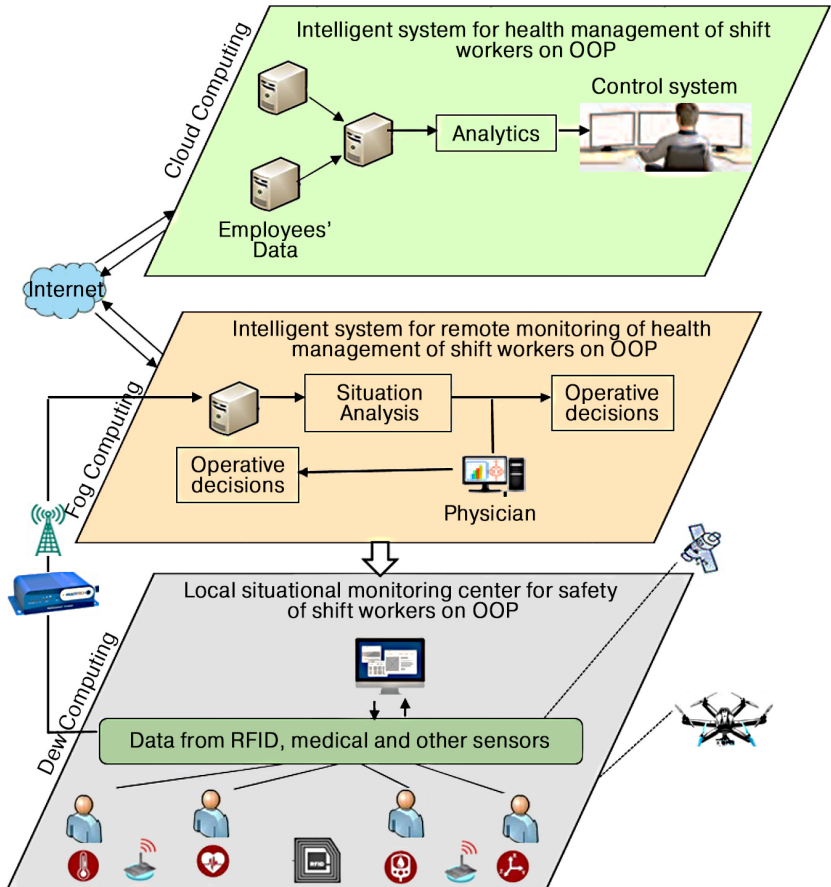 Intelligent system for health management of shift
workers on OOP
Control system
Cloud Computing
Analytics
Employees'
Data
Internet
Intelligent system for remote monitoring of health
management of shift workers on OOP
Fog Computing
Situation
Analysis
Operative
decisions
Operative
decisions
Physician
Local situational monitoring center for safety
of shift workers on OOP
Dew Computing
Data from RFID, medical and other sensors
RFID